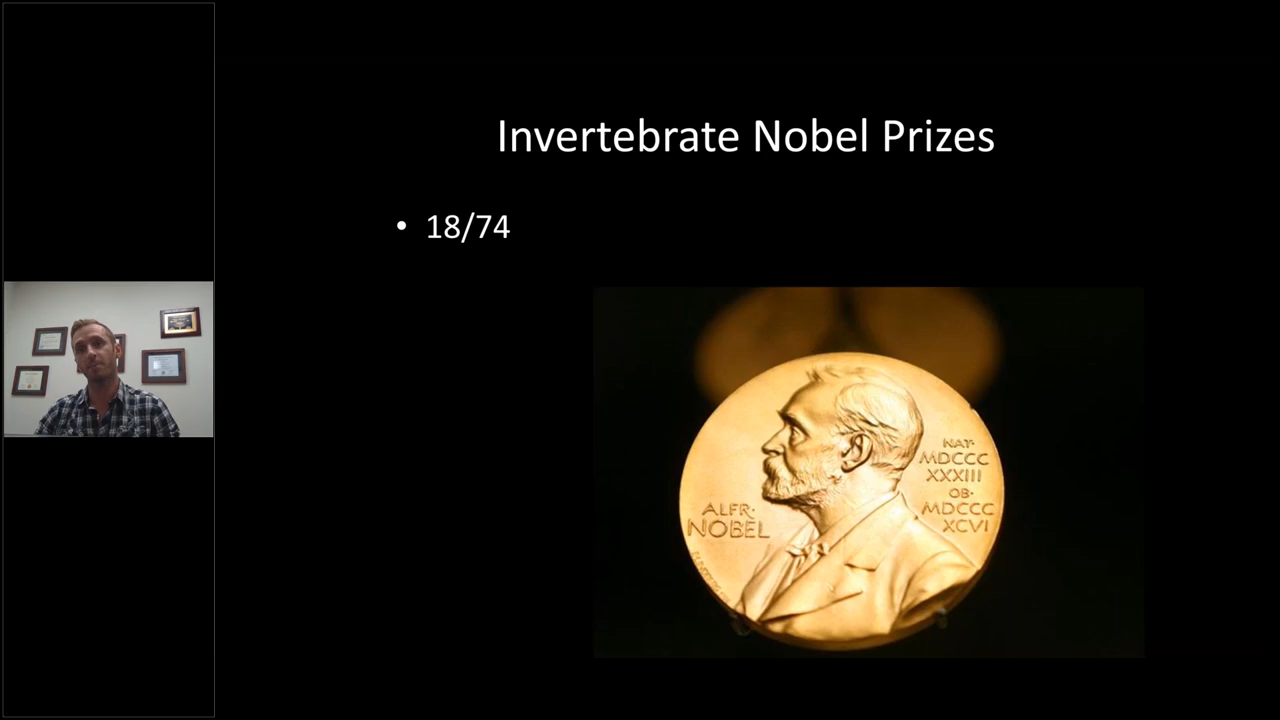 Invertebrate Nobel Prizes
• 18/74
ALFR·
NOBEL
NAT·
MDCCC
XXXIII
OB·
MDCCC
XCVI